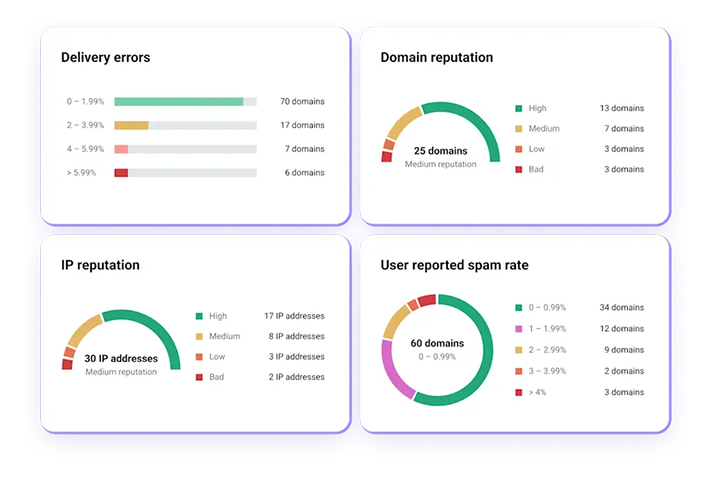 Delivery errors
0 – 1.99% 70 domains
2 – 3.99% 17 domains
4 – 5.99% 7 domains
> 5.99% 6 domains
Domain reputation
25 domains
Medium reputation
High 13 domains
Medium 7 domains
Low 3 domains
Bad 3 domains
IP reputation
30 IP addresses
Medium reputation
High 17 IP addresses
Medium 8 IP addresses
Low 3 IP addresses
Bad 2 IP addresses
User reported spam rate
60 domains
0 – 0.99%
0 – 0.99% 34 domains
1 – 1.99% 12 domains
2 – 2.99% 9 domains
3 – 3.99% 2 domains
> 4% 3 domains